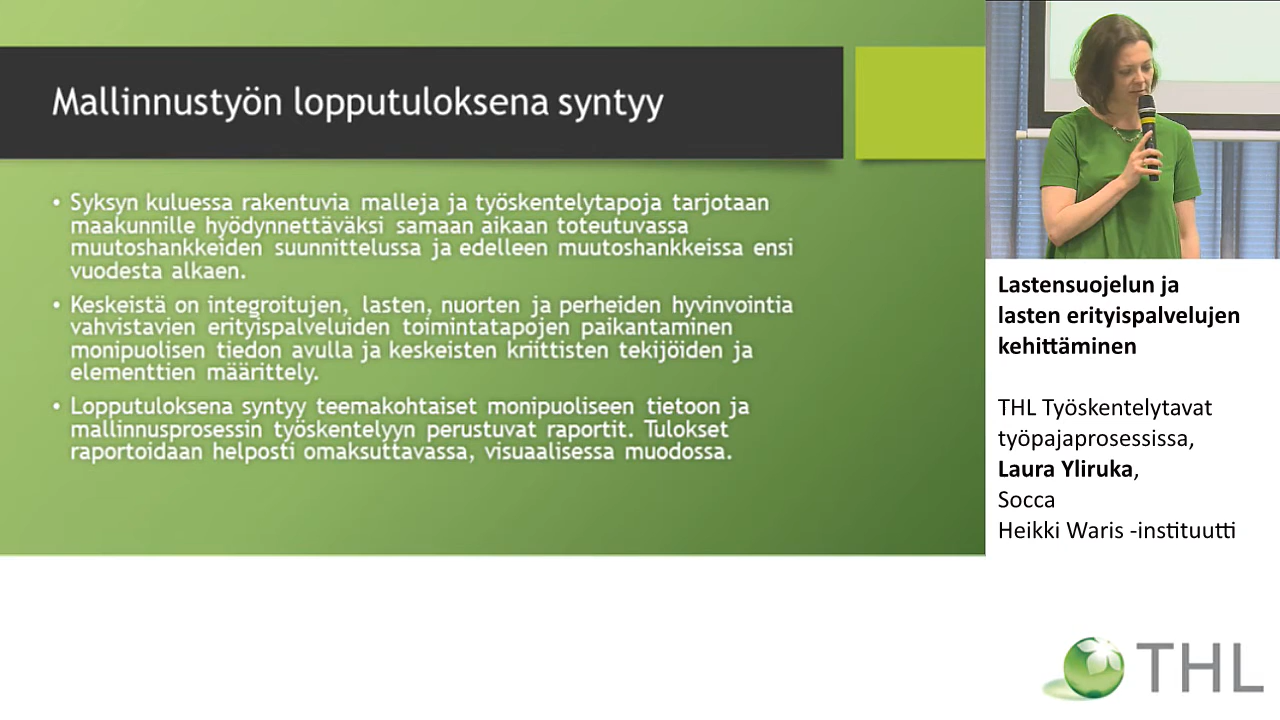 Mallinnustyön lopputuloksena syntyy
• Syksyn kuluessa rakentuvia malleja ja työskentelytapoja tarjotaan
maakunnille hyödynnettäväksi samaan aikaan toteutuvassa
muutoshankkeiden suunnittelussa ja edelleen muutoshankkeissa ensi
vuodesta alkaen.
• Keskeistä on integroitujen, lasten, nuorten ja perheiden hyvinvointia
vahvistavien erityispalveluiden toimintatapojen paikantaminen
monipuolisen tiedon avulla ja keskeisten kriittisten tekijöiden ja
elementtien määrittely.
• Lopputuloksena syntyy teemakohtaiset monipuoliseen tietoon ja
mallinnusprosessin työskentelyyn perustuvat raportit. Tulokset
raportoidaan helposti omaksuttavassa, visuaalisessa muodossa.
Lastensuojelun ja
lasten erityispalvelujen
kehittäminen
THL Työskentelytavat
työpajaprosessissa,
Laura Yliruka,
Socca
Heikki Waris -instituutti
THL